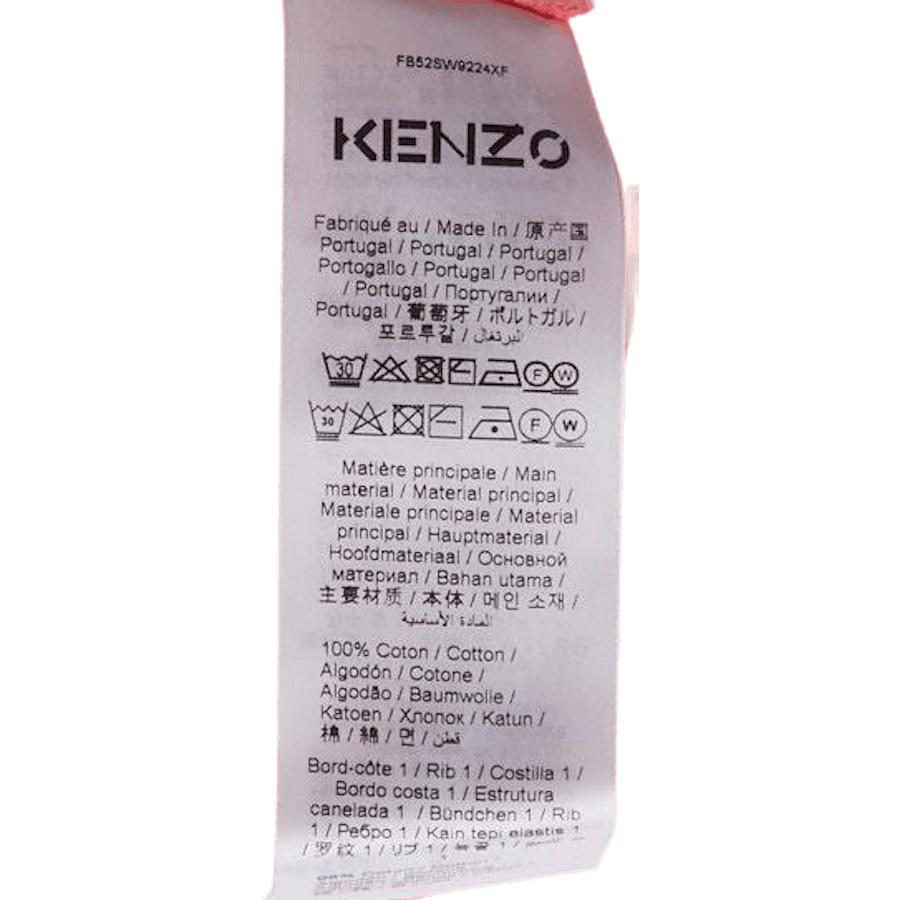 FB52SW9224XF
KENZO
Fabriqué au / Made In / 原产国
Portugal / Portugal / Portugal /
Portogallo / Portugal / Portugal
/ Portugal / Португалии /
Portugal / 葡萄牙 / ポルトガル /
포르투갈 / البرتغال
30 F W
30 F W
Matière principale / Main
material / Material principal /
Materiale principale / Material
principal / Hauptmaterial /
Hoofdmateriaal / Основной
материал / Bahan utama /
主要材质 / 本体 / 메인 소재 /
المادة الأساسية
100% Coton / Cotton /
Algodón / Cotone /
Algodão / Baumwolle /
Katoen / Хлопок / Katun /
棉 / 綿 / 면 / قطن
Bord-côte 1 / Rib 1 / Costilla 1 /
Bordo costa 1 / Estrutura
canelada 1 / Bündchen 1 / Rib
1 / Ребро 1 / Kain tepi elastis 1
/ 罗纹 1 / リブ 1 /